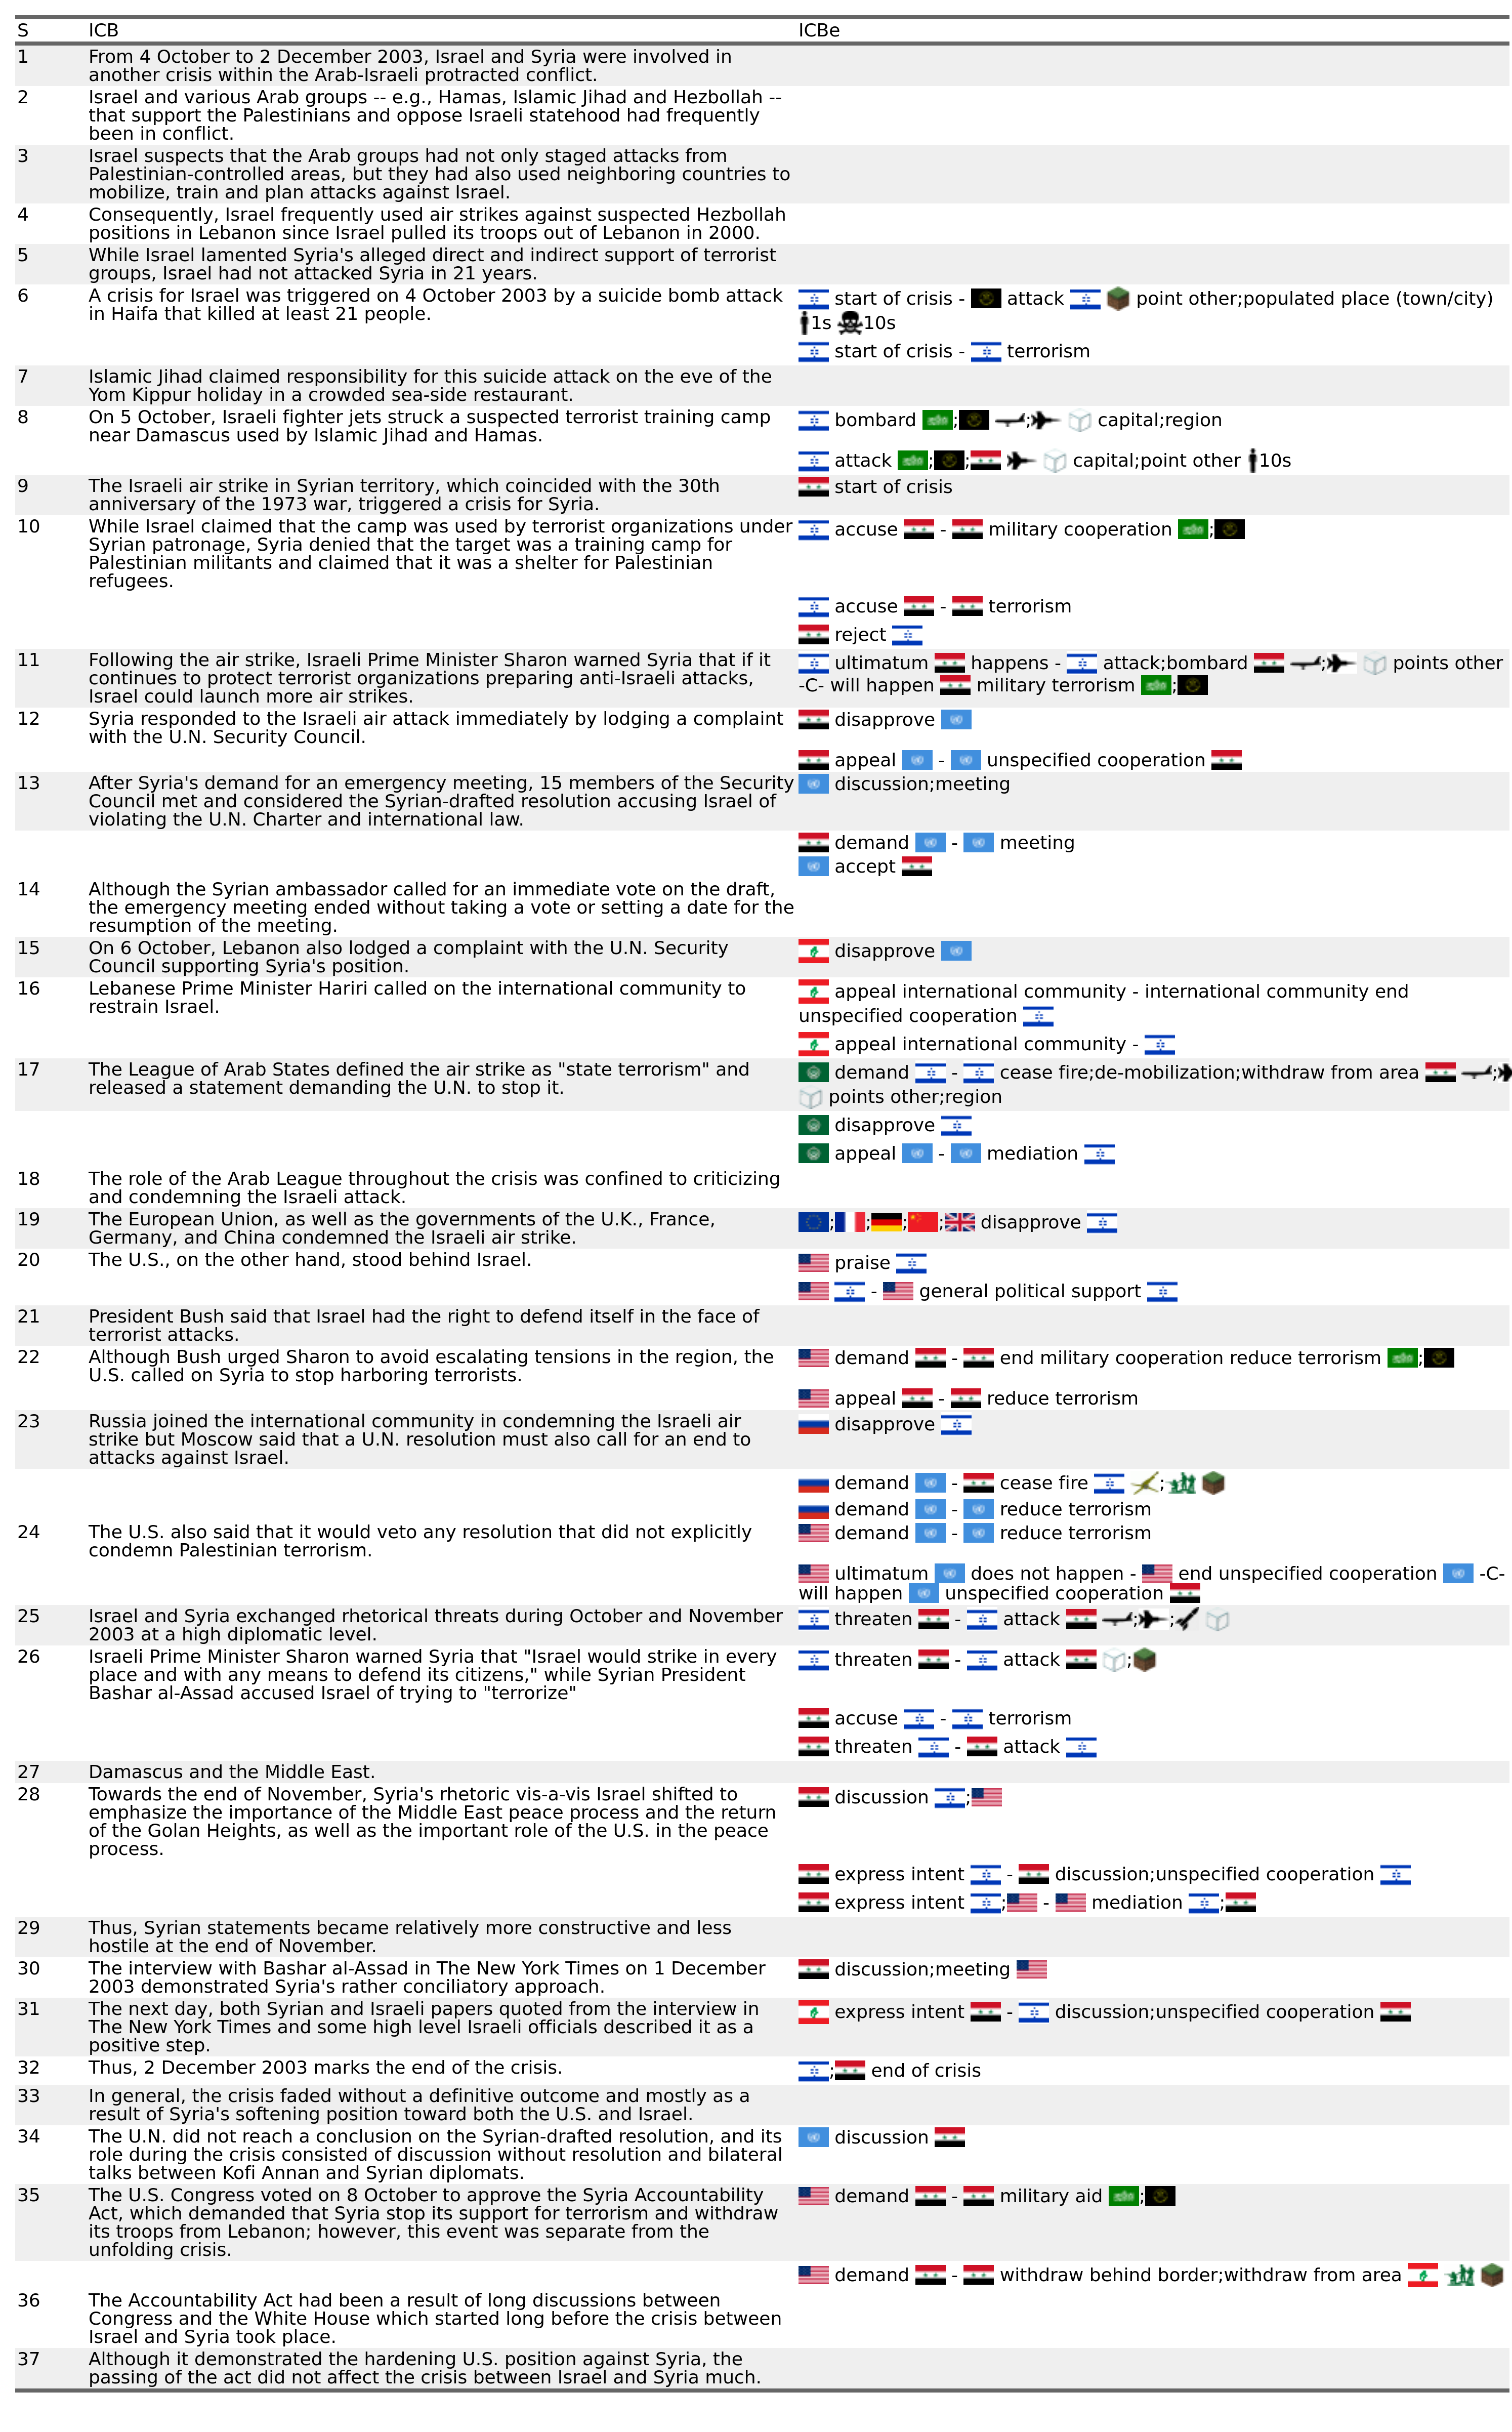 S ICB ICBe
1 From 4 October to 2 December 2003, Israel and Syria were involved in
another crisis within the Arab-Israeli protracted conflict.
2 Israel and various Arab groups -- e.g., Hamas, Islamic Jihad and Hezbollah --
that support the Palestinians and oppose Israeli statehood had frequently
been in conflict.
3 Israel suspects that the Arab groups had not only staged attacks from
Palestinian-controlled areas, but they had also used neighboring countries to
mobilize, train and plan attacks against Israel.
4 Consequently, Israel frequently used air strikes against suspected Hezbollah
positions in Lebanon since Israel pulled its troops out of Lebanon in 2000.
5 While Israel lamented Syria's alleged direct and indirect support of terrorist
groups, Israel had not attacked Syria in 21 years.
6 A crisis for Israel was triggered on 4 October 2003 by a suicide bomb attack
in Haifa that killed at least 21 people.
start of crisis - attack point other;populated place (town/city)
1s 10s
start of crisis - terrorism
7 Islamic Jihad claimed responsibility for this suicide attack on the eve of the
Yom Kippur holiday in a crowded sea-side restaurant.
8 On 5 October, Israeli fighter jets struck a suspected terrorist training camp
near Damascus used by Islamic Jihad and Hamas.
bombard ; ; capital;region
attack ; ; capital;point other 10s
9 The Israeli air strike in Syrian territory, which coincided with the 30th
anniversary of the 1973 war, triggered a crisis for Syria.
start of crisis
10 While Israel claimed that the camp was used by terrorist organizations under
Syrian patronage, Syria denied that the target was a training camp for
Palestinian militants and claimed that it was a shelter for Palestinian
refugees.
accuse - military cooperation ;
accuse - terrorism
reject
11 Following the air strike, Israeli Prime Minister Sharon warned Syria that if it
continues to protect terrorist organizations preparing anti-Israeli attacks,
Israel could launch more air strikes.
ultimatum happens - attack;bombard ; points other
-C- will happen military terrorism ;
12 Syria responded to the Israeli air attack immediately by lodging a complaint
with the U.N. Security Council.
disapprove
appeal - unspecified cooperation
13 After Syria's demand for an emergency meeting, 15 members of the Security
Council met and considered the Syrian-drafted resolution accusing Israel of
violating the U.N. Charter and international law.
discussion;meeting
demand - meeting
accept
14 Although the Syrian ambassador called for an immediate vote on the draft,
the emergency meeting ended without taking a vote or setting a date for the
resumption of the meeting.
15 On 6 October, Lebanon also lodged a complaint with the U.N. Security
Council supporting Syria's position.
disapprove
16 Lebanese Prime Minister Hariri called on the international community to
restrain Israel.
appeal international community - international community end
unspecified cooperation
appeal international community -
17 The League of Arab States defined the air strike as "state terrorism" and
released a statement demanding the U.N. to stop it.
demand - cease fire;de-mobilization;withdraw from area ;
points other;region
disapprove
appeal - mediation
18 The role of the Arab League throughout the crisis was confined to criticizing
and condemning the Israeli attack.
19 The European Union, as well as the governments of the U.K., France,
Germany, and China condemned the Israeli air strike.
; ; ; ; disapprove
20 The U.S., on the other hand, stood behind Israel.
praise
- general political support
21 President Bush said that Israel had the right to defend itself in the face of
terrorist attacks.
22 Although Bush urged Sharon to avoid escalating tensions in the region, the
U.S. called on Syria to stop harboring terrorists.
demand - end military cooperation reduce terrorism ;
appeal - reduce terrorism
23 Russia joined the international community in condemning the Israeli air
strike but Moscow said that a U.N. resolution must also call for an end to
attacks against Israel.
disapprove
demand - cease fire ;
demand - reduce terrorism
24 The U.S. also said that it would veto any resolution that did not explicitly
condemn Palestinian terrorism.
demand - reduce terrorism
ultimatum does not happen - end unspecified cooperation -C-
will happen unspecified cooperation
25 Israel and Syria exchanged rhetorical threats during October and November
2003 at a high diplomatic level.
threaten - attack ; ;
26 Israeli Prime Minister Sharon warned Syria that "Israel would strike in every
place and with any means to defend its citizens," while Syrian President
Bashar al-Assad accused Israel of trying to "terrorize"
threaten - attack ;
accuse - terrorism
threaten - attack
27 Damascus and the Middle East.
28 Towards the end of November, Syria's rhetoric vis-a-vis Israel shifted to
emphasize the importance of the Middle East peace process and the return
of the Golan Heights, as well as the important role of the U.S. in the peace
process.
discussion ;
express intent - discussion;unspecified cooperation
express intent ; - mediation ;
29 Thus, Syrian statements became relatively more constructive and less
hostile at the end of November.
30 The interview with Bashar al-Assad in The New York Times on 1 December
2003 demonstrated Syria's rather conciliatory approach.
discussion;meeting
31 The next day, both Syrian and Israeli papers quoted from the interview in
The New York Times and some high level Israeli officials described it as a
positive step.
express intent - discussion;unspecified cooperation
32 Thus, 2 December 2003 marks the end of the crisis.
; end of crisis
33 In general, the crisis faded without a definitive outcome and mostly as a
result of Syria's softening position toward both the U.S. and Israel.
34 The U.N. did not reach a conclusion on the Syrian-drafted resolution, and its
role during the crisis consisted of discussion without resolution and bilateral
talks between Kofi Annan and Syrian diplomats.
discussion
35 The U.S. Congress voted on 8 October to approve the Syria Accountability
Act, which demanded that Syria stop its support for terrorism and withdraw
its troops from Lebanon; however, this event was separate from the
unfolding crisis.
demand - military aid ;
demand - withdraw behind border;withdraw from area
36 The Accountability Act had been a result of long discussions between
Congress and the White House which started long before the crisis between
Israel and Syria took place.
37 Although it demonstrated the hardening U.S. position against Syria, the
passing of the act did not affect the crisis between Israel and Syria much.